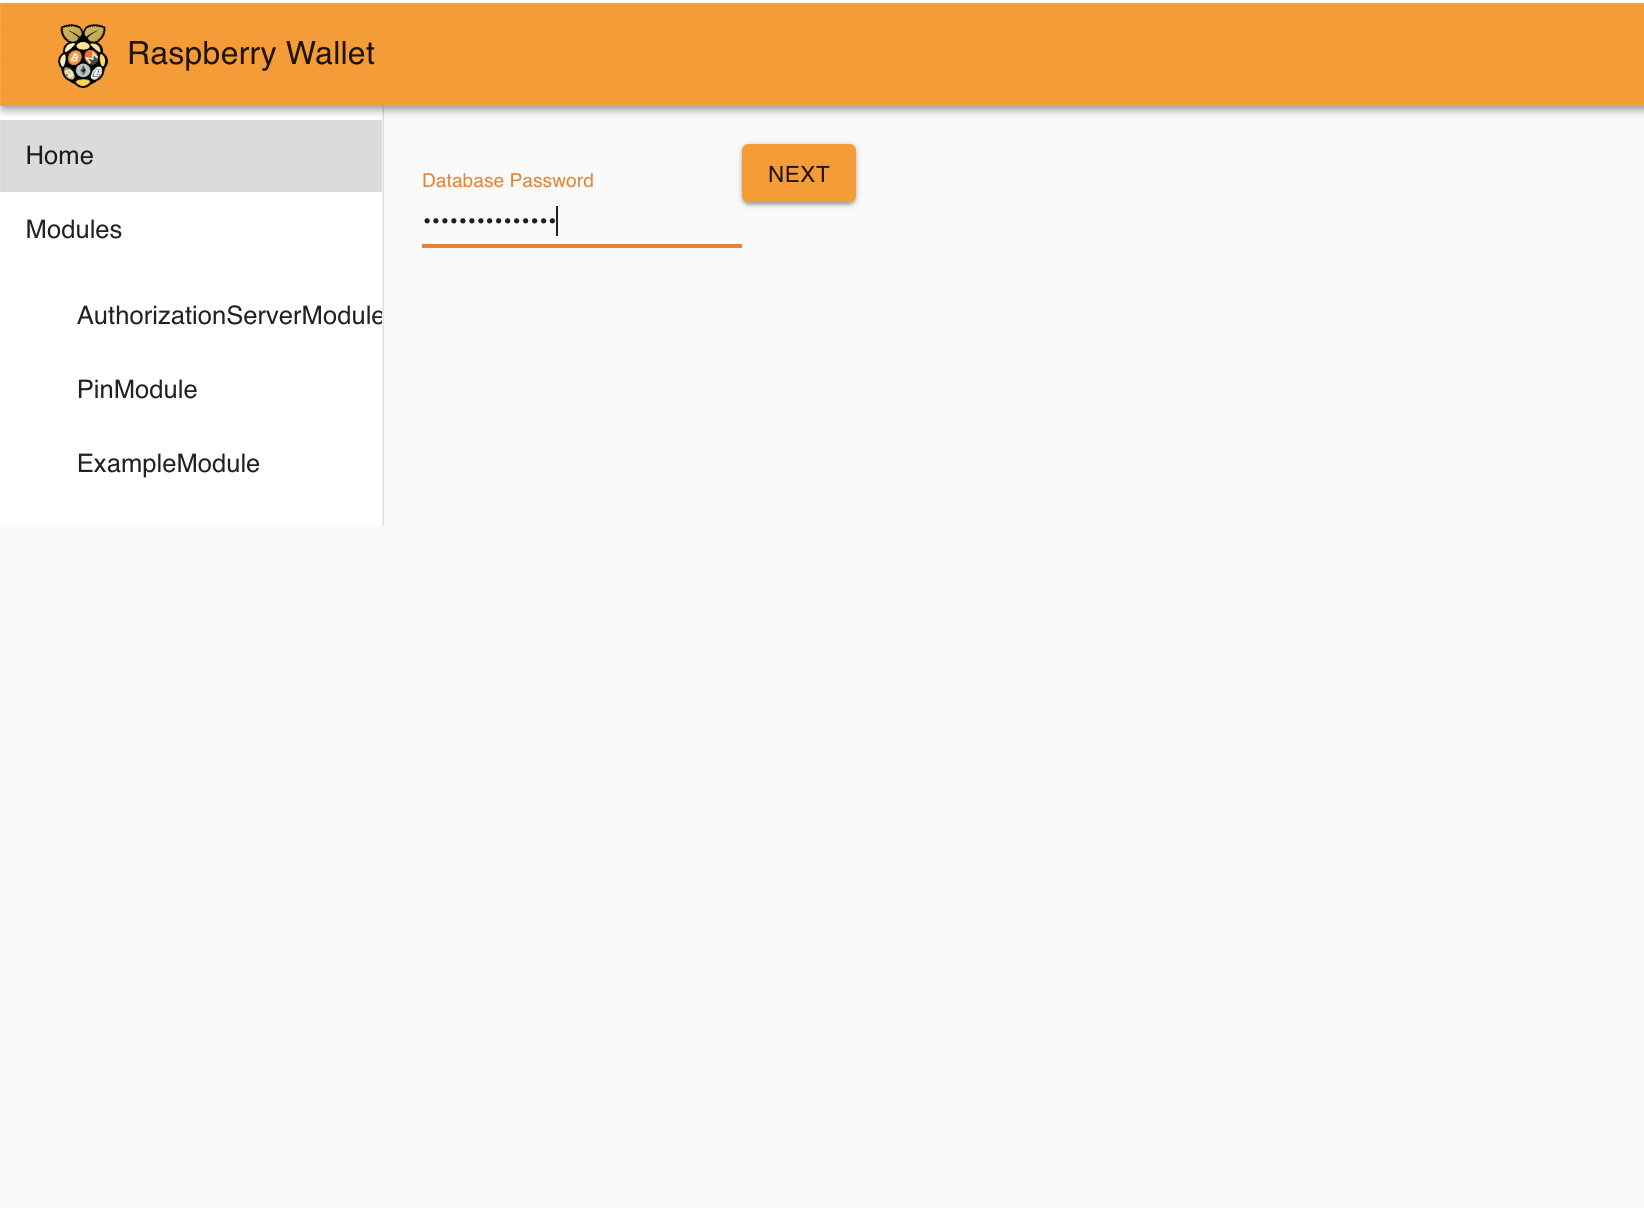 Raspberry Wallet
Home
Modules
AuthorizationServerModule
PinModule
ExampleModule
Database Password
•••••••••••••••
NEXT